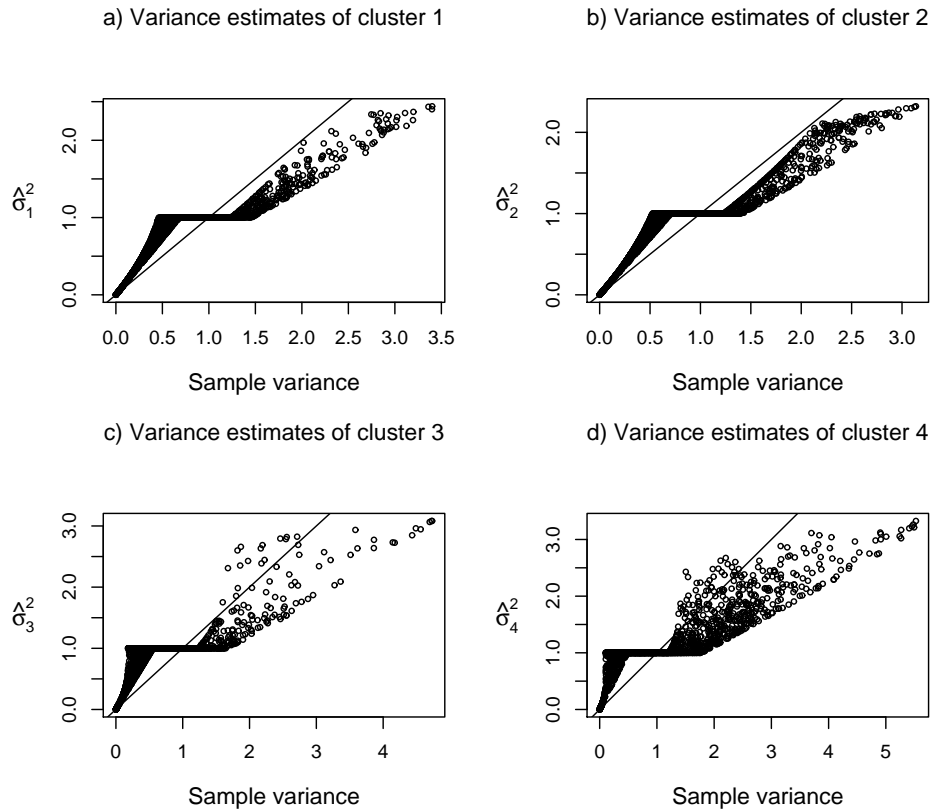 a) Variance estimates of cluster 1
σ̂₁²
0.0 1.0 2.0
0.0 0.5 1.0 1.5 2.0 2.5 3.0 3.5
Sample variance
b) Variance estimates of cluster 2
σ̂₂²
0.0 1.0 2.0
0.0 0.5 1.0 1.5 2.0 2.5 3.0
Sample variance
c) Variance estimates of cluster 3
σ̂₃²
0.0 1.0 2.0 3.0
0 1 2 3 4
Sample variance
d) Variance estimates of cluster 4
σ̂₄²
0.0 1.0 2.0 3.0
0 1 2 3 4 5
Sample variance